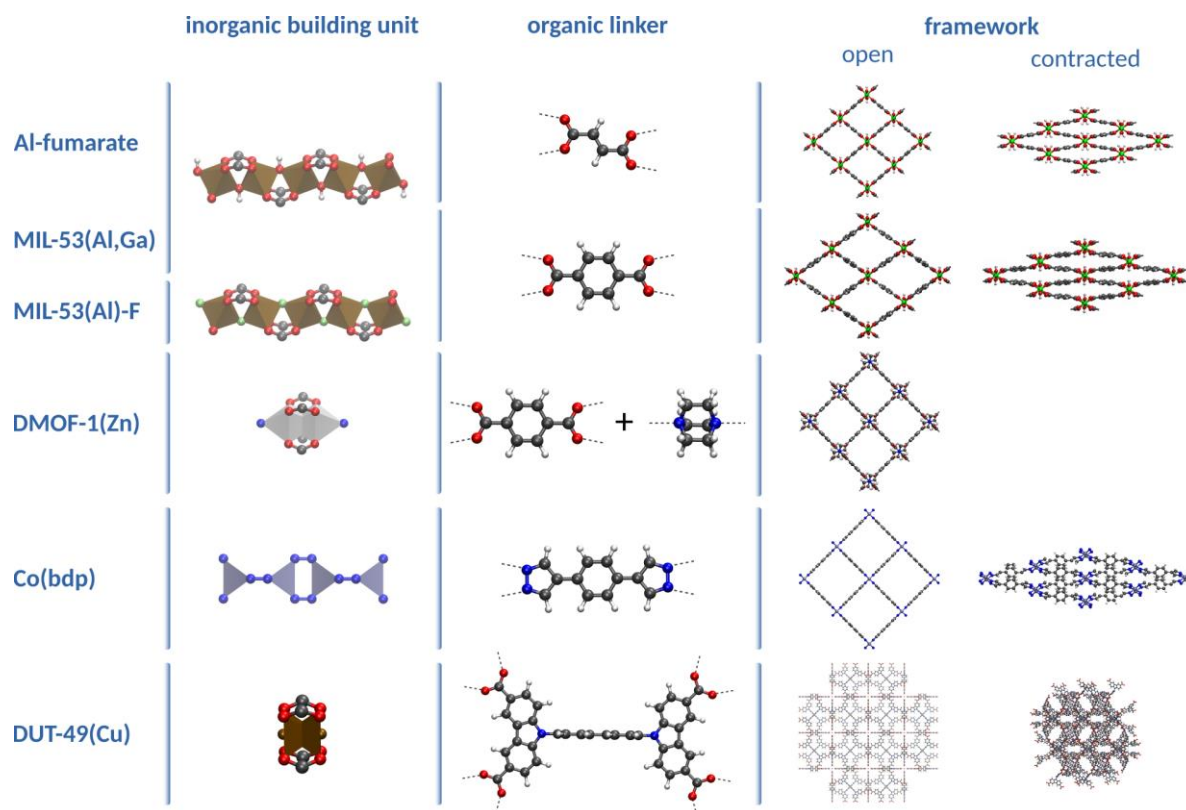 inorganic building unit
organic linker
framework
open
contracted
Al-fumarate
MIL-53(Al,Ga)
MIL-53(Al)-F
DMOF-1(Zn)
+
Co(bdp)
DUT-49(Cu)